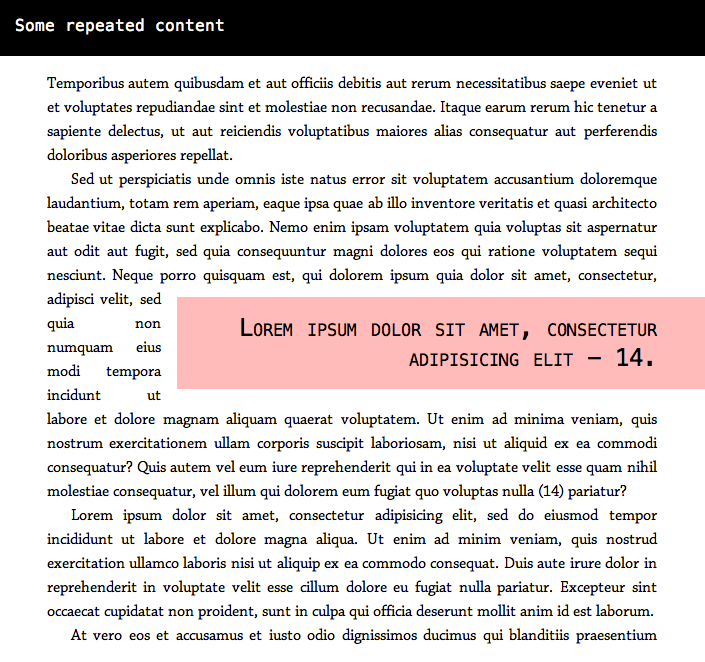 Some repeated content
Temporibus autem quibusdam et aut officiis debitis aut rerum necessitatibus saepe eveniet ut
et voluptates repudiandae sint et molestiae non recusandae. Itaque earum rerum hic tenetur a
sapiente delectus, ut aut reiciendis voluptatibus maiores alias consequatur aut perferendis
doloribus asperiores repellat.
Sed ut perspiciatis unde omnis iste natus error sit voluptatem accusantium doloremque
laudantium, totam rem aperiam, eaque ipsa quae ab illo inventore veritatis et quasi architecto
beatae vitae dicta sunt explicabo. Nemo enim ipsam voluptatem quia voluptas sit aspernatur
aut odit aut fugit, sed quia consequuntur magni dolores eos qui ratione voluptatem sequi
nesciunt. Neque porro quisquam est, qui dolorem ipsum quia dolor sit amet, consectetur,
adipisci velit, sed
quia non
numquam eius
modi tempora
incidunt ut
Lorem ipsum dolor sit amet, consectetur
adipisicing elit – 14.
labore et dolore magnam aliquam quaerat voluptatem. Ut enim ad minima veniam, quis
nostrum exercitationem ullam corporis suscipit laboriosam, nisi ut aliquid ex ea commodi
consequatur? Quis autem vel eum iure reprehenderit qui in ea voluptate velit esse quam nihil
molestiae consequatur, vel illum qui dolorem eum fugiat quo voluptas nulla (14) pariatur?
Lorem ipsum dolor sit amet, consectetur adipisicing elit, sed do eiusmod tempor
incididunt ut labore et dolore magna aliqua. Ut enim ad minim veniam, quis nostrud
exercitation ullamco laboris nisi ut aliquip ex ea commodo consequat. Duis aute irure dolor in
reprehenderit in voluptate velit esse cillum dolore eu fugiat nulla pariatur. Excepteur sint
occaecat cupidatat non proident, sunt in culpa qui officia deserunt mollit anim id est laborum.
At vero eos et accusamus et iusto odio dignissimos ducimus qui blanditiis praesentium